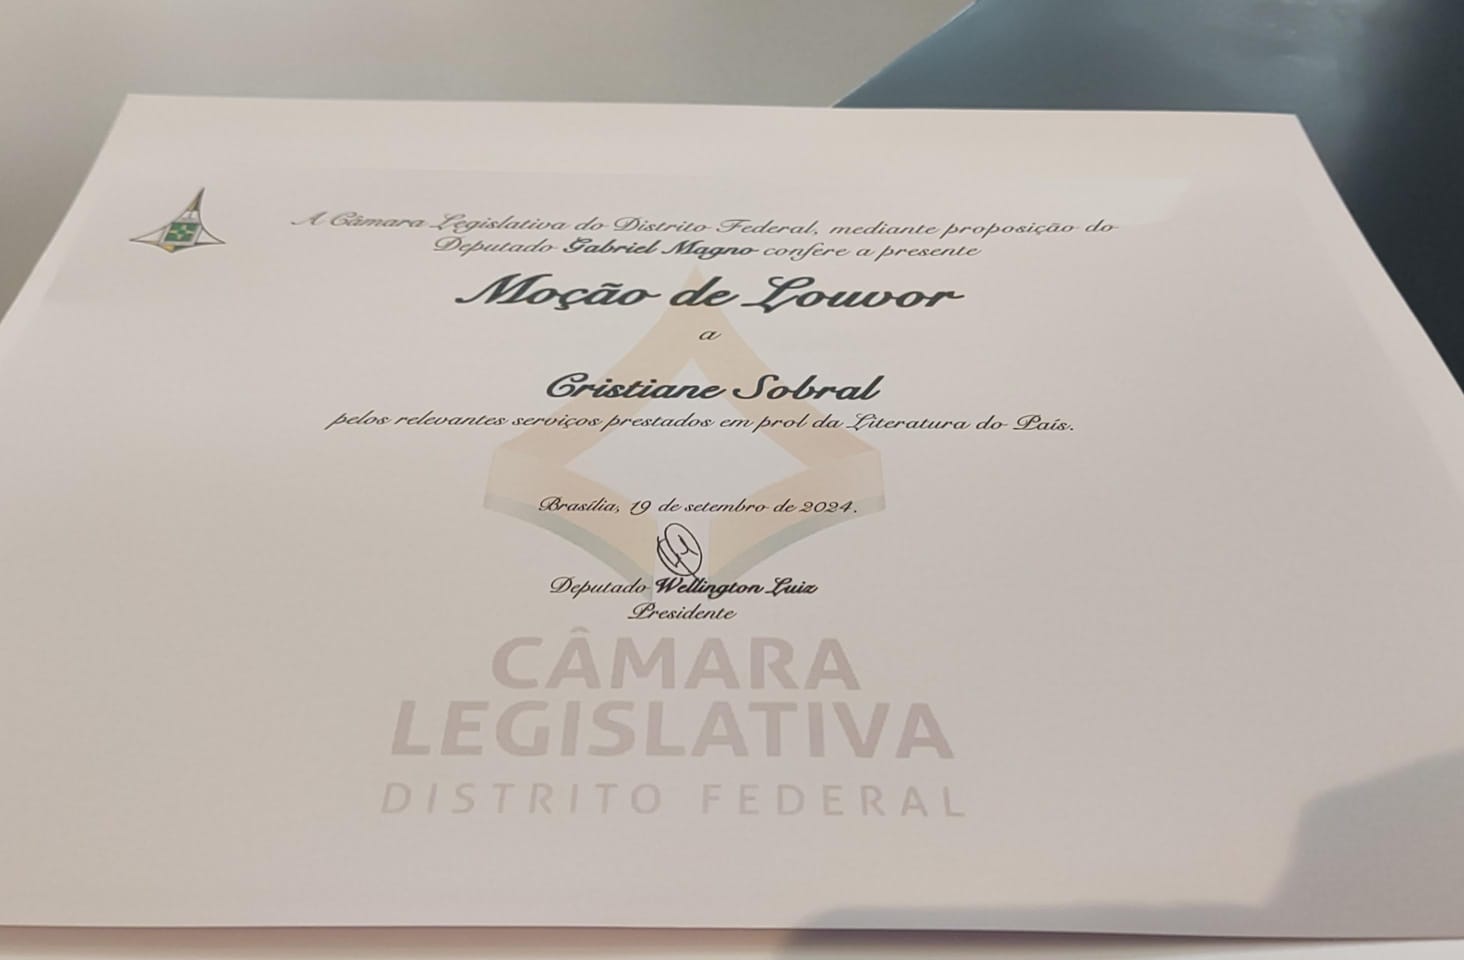 A Câmara Legislativa do Distrito Federal, mediante proposição do
Deputado Gabriel Magno confere a presente
Moção de Louvor
a
Cristiane Sobral
pelos relevantes serviços prestados em prol da Literatura do País.
Brasília, 19 de setembro de 2024.
Deputado Wellington Luiz
Presidente
CÂMARA
LEGISLATIVA
DISTRITO FEDERAL